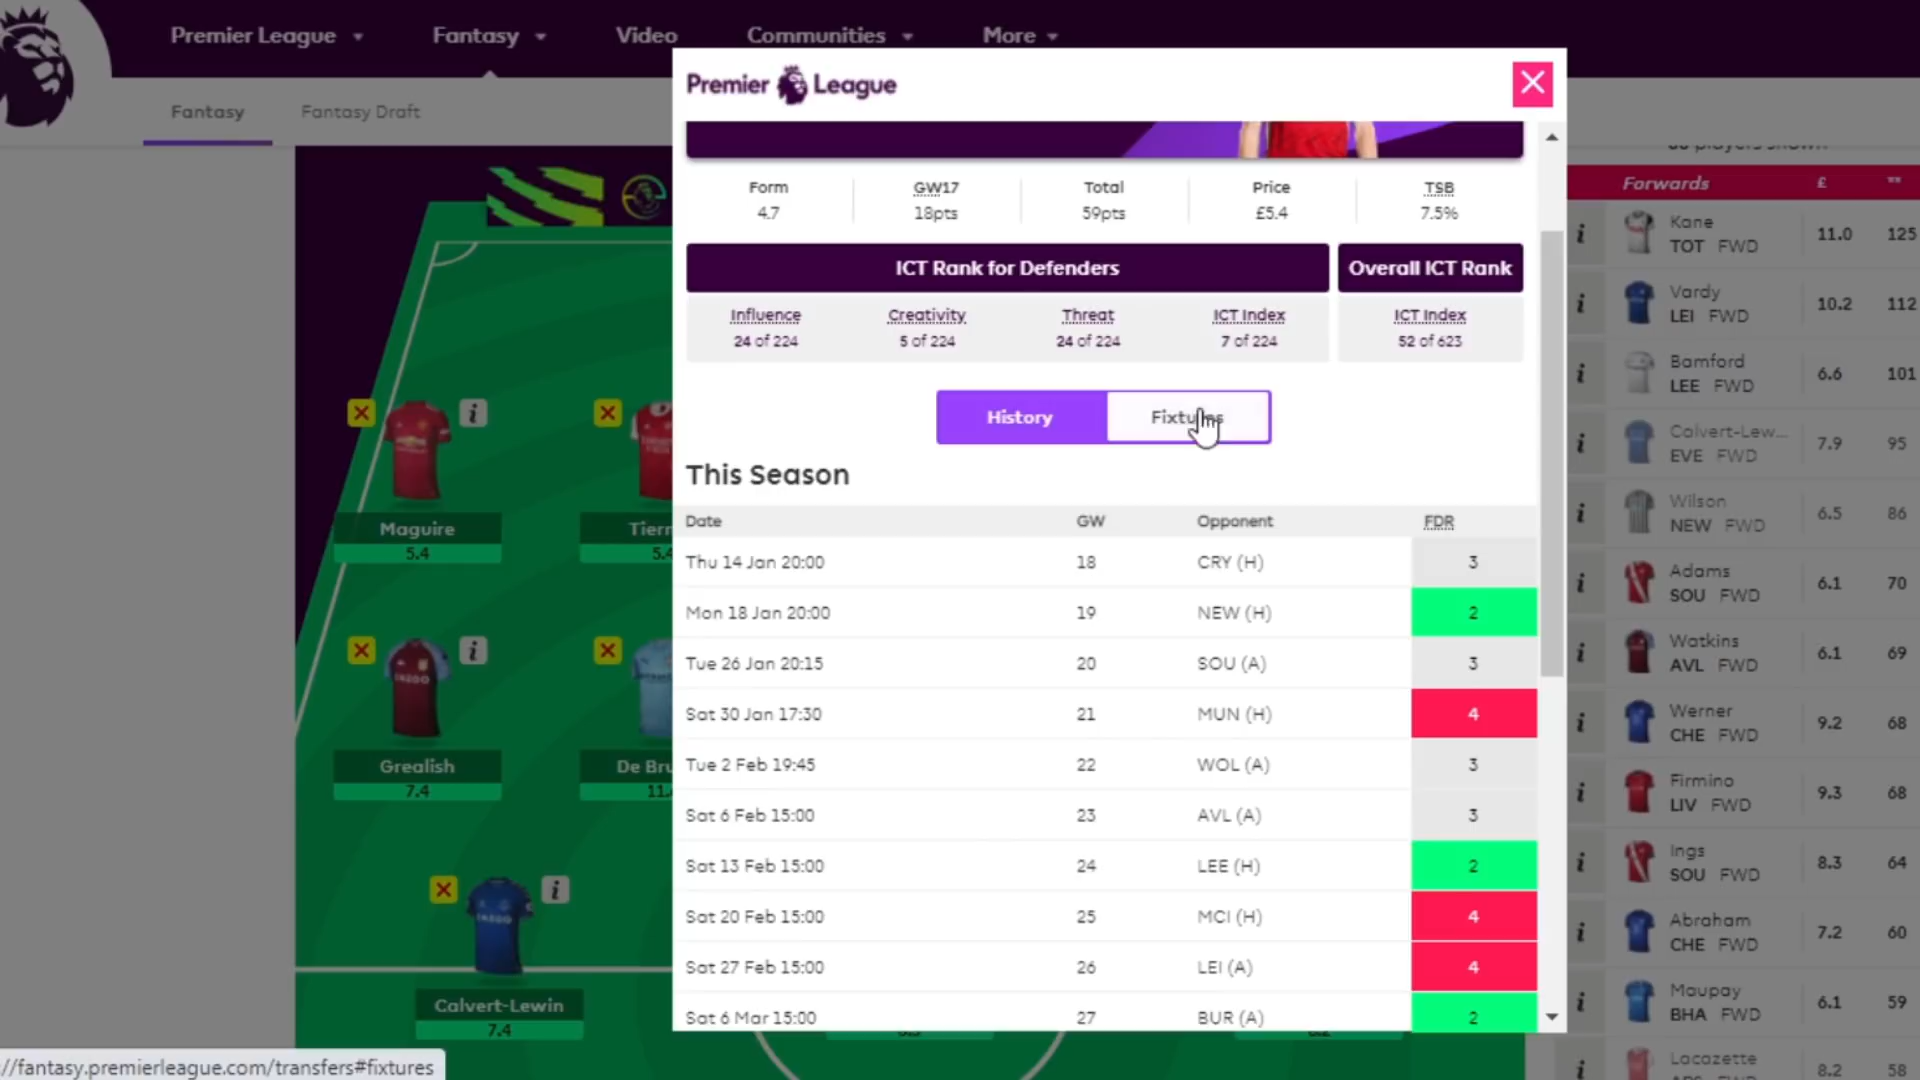 Premier League
Fantasy
Video
Communities
More
Fantasy
Fantasy Draft
Premier League
Form
GW17
Total
Price
TSB
4.7
18pts
59pts
£5.4
7.5%
ICT Rank for Defenders
Overall ICT Rank
Influence
Creativity
Threat
ICT Index
ICT Index
24 of 224
5 of 224
24 of 224
7 of 224
52 of 623
History
This Season
Date GW Opponent FDR
Thu 14 Jan 20:00 18 CRY (H) 3
Mon 18 Jan 20:00 19 NEW (H) 2
Tue 26 Jan 20:15 20 SOU (A) 3
Sat 30 Jan 17:30 21 MUN (H) 4
Tue 2 Feb 19:45 22 WOL (A) 3
Sat 6 Feb 15:00 23 AVL (A) 3
Sat 13 Feb 15:00 24 LEE (H) 2
Sat 20 Feb 15:00 25 MCI (H) 4
Sat 27 Feb 15:00 26 LEI (A) 4
Sat 6 Mar 15:00 27 BUR (A) 2
Maguire
5.4
Tierr
5.4
Grealish
7.4
De Bru
11.
Calvert-Lewin
7.4
players shown
Forwards £ **
Kane
TOT FWD 11.0 125
Vardy
LEI FWD 10.2 112
Bamford
LEE FWD 6.6 101
Calvert-Lew...
EVE FWD 7.9 95
Wilson
NEW FWD 6.5 86
Adams
SOU FWD 6.1 70
Watkins
AVL FWD 6.1 69
Werner
CHE FWD 9.2 68
Firmino
LIV FWD 9.3 68
Ings
SOU FWD 8.3 64
Abraham
CHE FWD 7.2 60
Maupay
BHA FWD 6.1 59
Lacazette
8.2 58
://fantasy.premierleague.com/transfers#fixtures